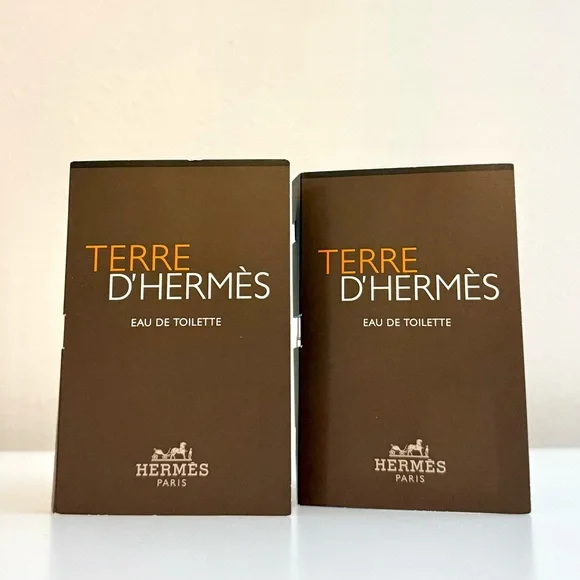 TERRE
D'HERMÈS
EAU DE TOILETTE
HERMÈS
PARIS
TERRE
D'HERMÈS
EAU DE TOILETTE
HERMÈS
PARIS